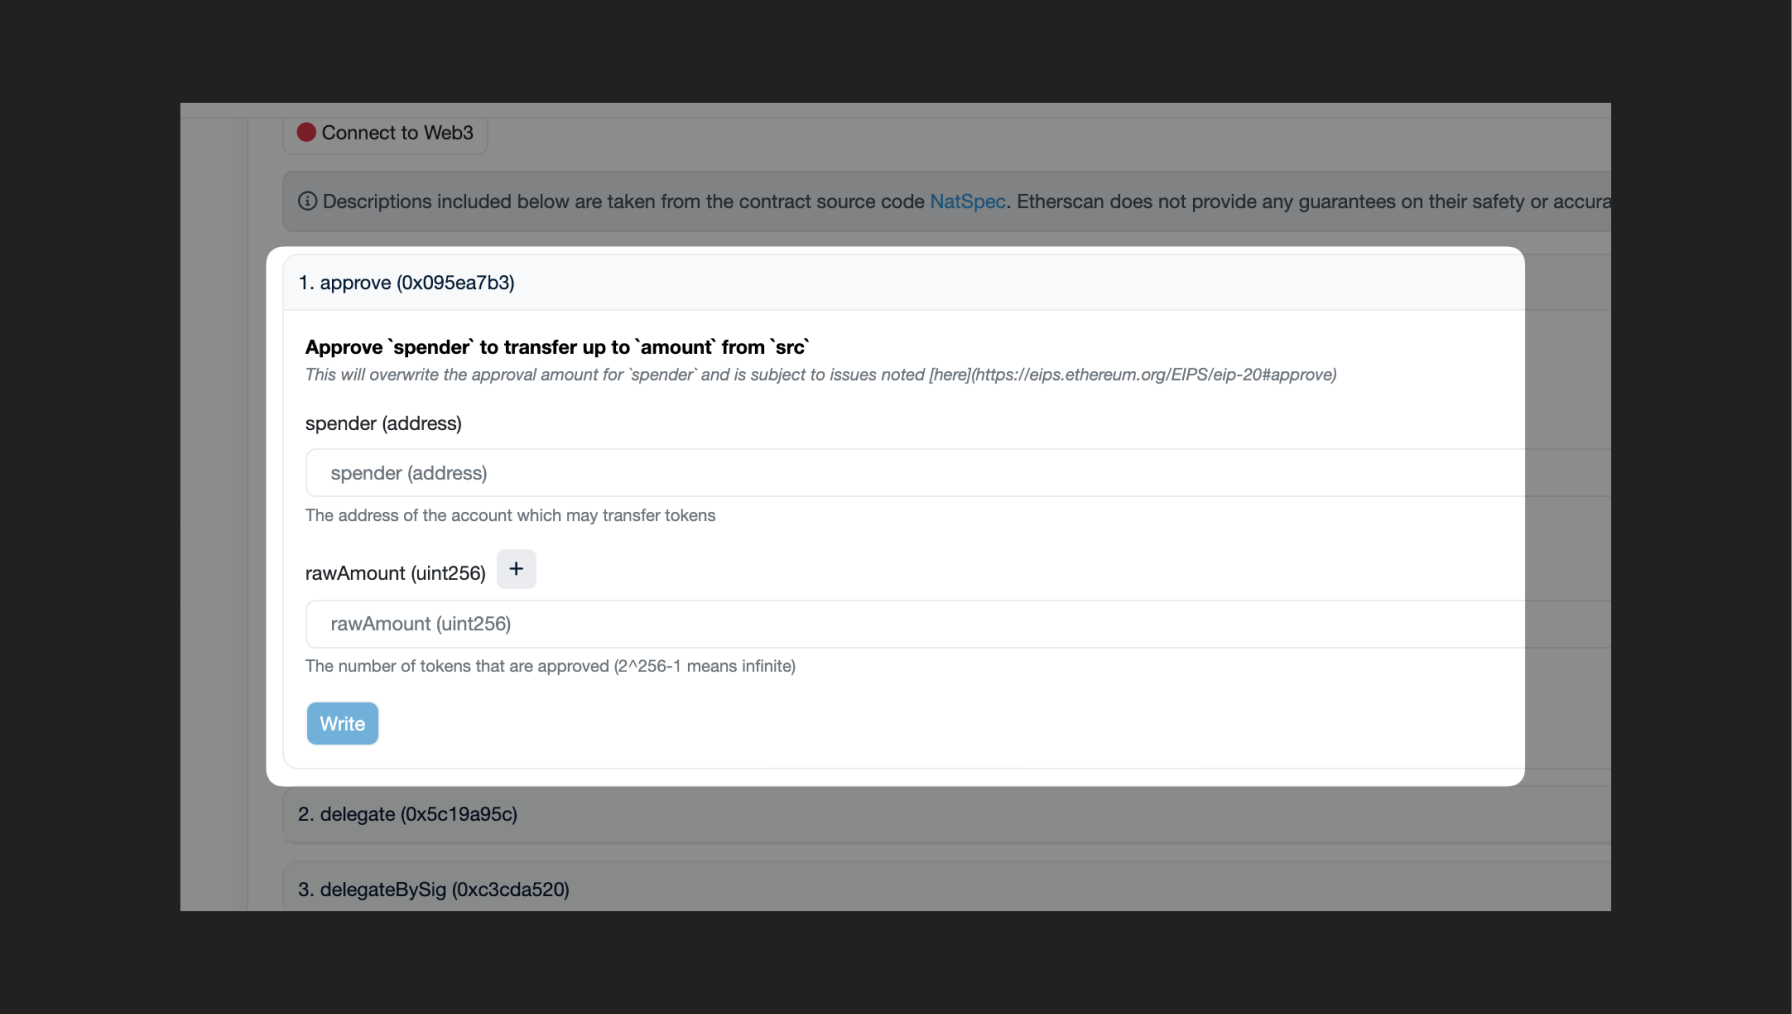 Connect to Web3
Descriptions included below are taken from the contract source code NatSpec. Etherscan does not provide any guarantees on their safety or accura
1. approve (0x095ea7b3)
Approve `spender` to transfer up to `amount` from `src`
This will overwrite the approval amount for `spender` and is subject to issues noted [here](https://eips.ethereum.org/EIPS/eip-20#approve)
spender (address)
spender (address)
The address of the account which may transfer tokens
rawAmount (uint256) +
rawAmount (uint256)
The number of tokens that are approved (2^256-1 means infinite)
Write
2. delegate (0x5c19a95c)
3. delegateBySig (0xc3cda520)